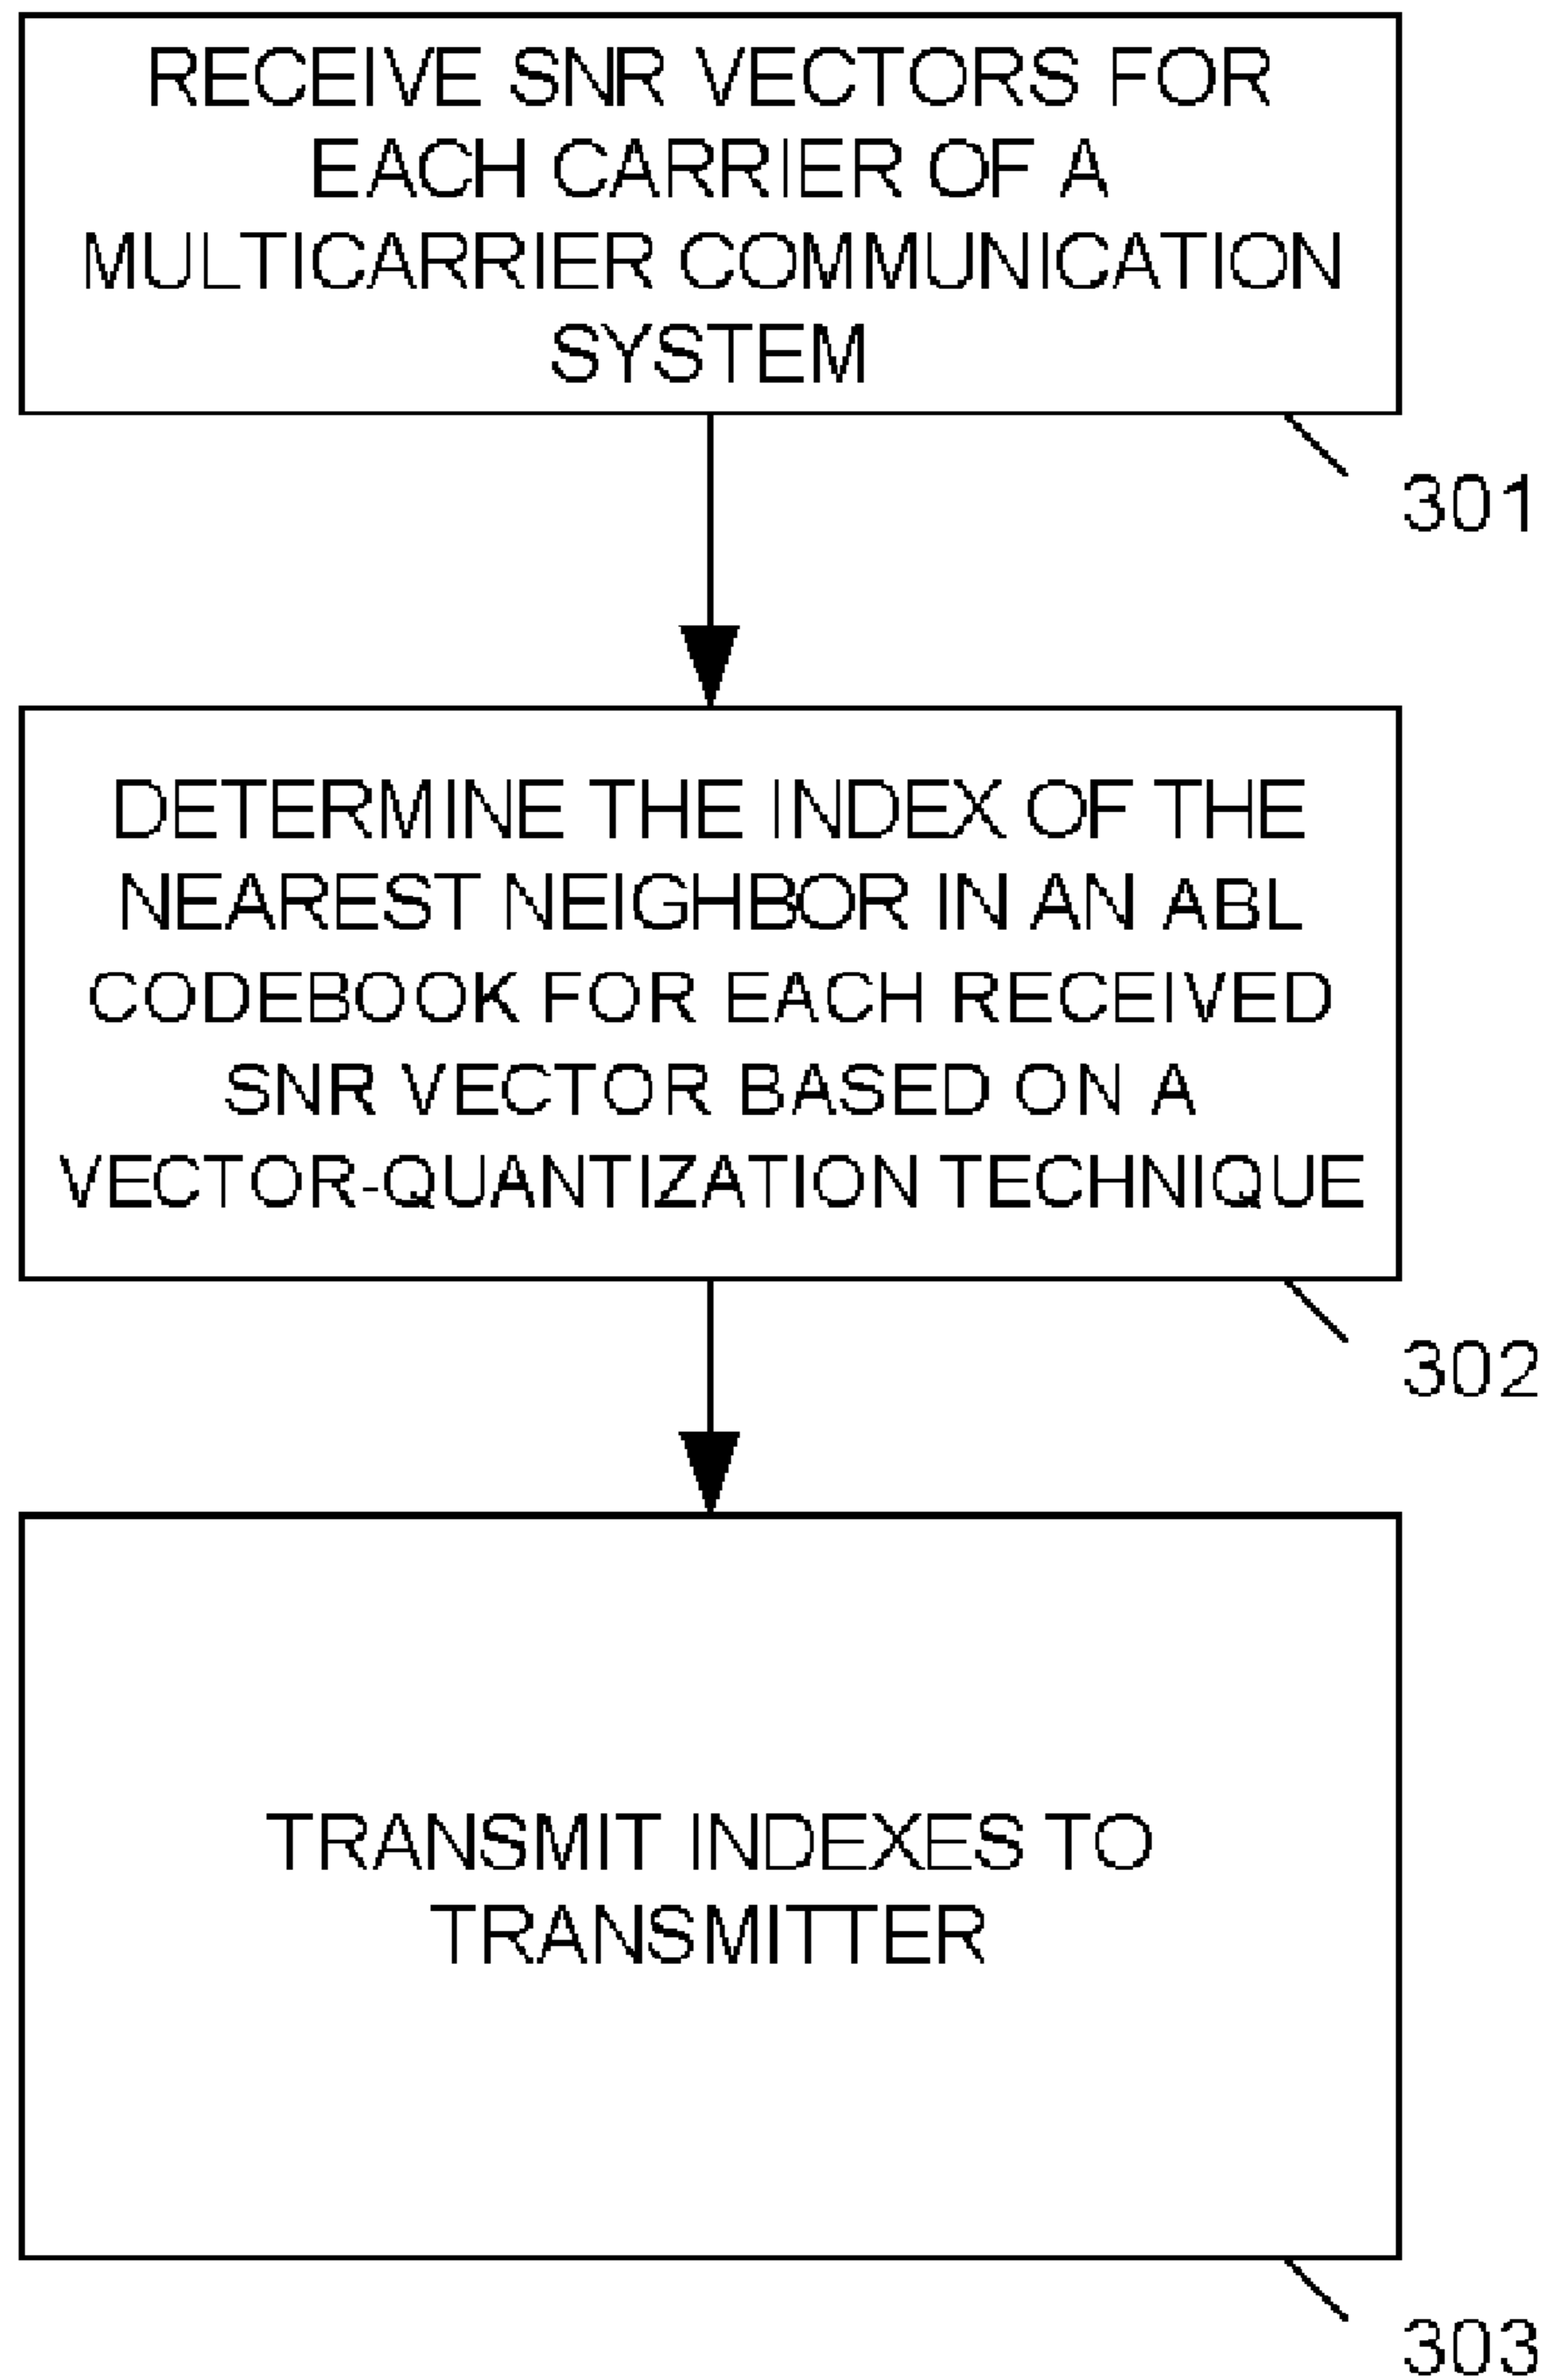 RECEIVE SNR VECTORS FOR
EACH CARRIER OF A
MULTICARRIER COMMUNICATION
SYSTEM
301
DETERMINE THE INDEX OF THE
NEAREST NEIGHBOR IN AN ABL
CODEBOOK FOR EACH RECEIVED
SNR VECTOR BASED ON A
VECTOR-QUANTIZATION TECHNIQUE
302
TRANSMIT INDEXES TO
TRANSMITTER
303